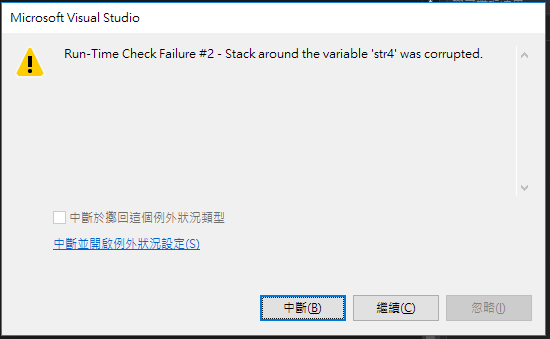 Microsoft Visual Studio
Run-Time Check Failure #2 - Stack around the variable 'str4' was corrupted.
中斷於擲回這個例外狀況類型
中斷並開啟例外狀況設定(S)
中斷(B)
繼續(C)
忽略(I)